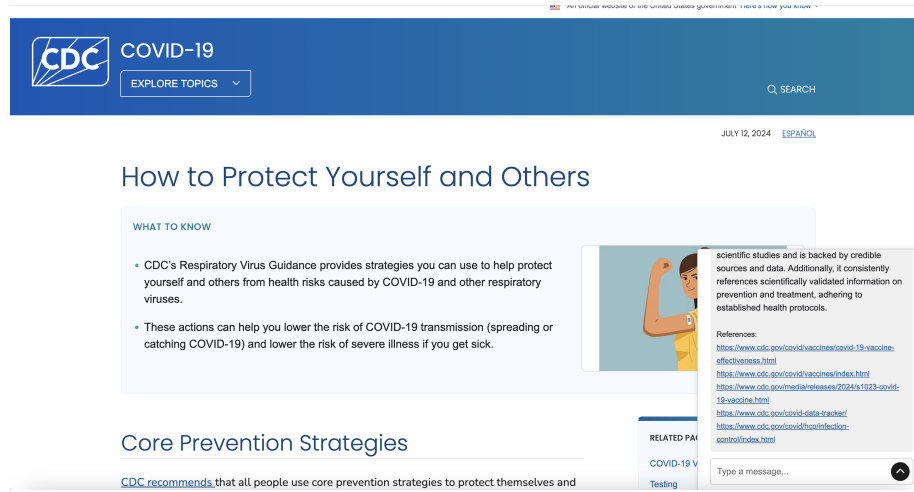 An official website of the United States government Here's how you know
CDC
COVID-19
EXPLORE TOPICS
SEARCH
JULY 12, 2024 ESPAÑOL
How to Protect Yourself and Others
WHAT TO KNOW
• CDC's Respiratory Virus Guidance provides strategies you can use to help protect
yourself and others from health risks caused by COVID-19 and other respiratory
viruses.
• These actions can help you lower the risk of COVID-19 transmission (spreading or
catching COVID-19) and lower the risk of severe illness if you get sick.
Core Prevention Strategies
CDC recommends that all people use core prevention strategies to protect themselves and
RELATED PA
COVID-19 V
Testing
scientific studies and is backed by credible
sources and data. Additionally, it consistently
references scientifically validated information on
prevention and treatment, adhering to
established health protocols.
References:
https://www.cdc.gov/covid/vaccines/covid-19-vaccine-
effectiveness.html
https://www.cdc.gov/covid/vaccines/index.html
https://www.cdc.gov/media/releases/2024/s1023-covid-
19-vaccine.html
https://www.cdc.gov/covid-data-tracker/
https://www.cdc.gov/covid/hcp/infection-
control/index.html
Type a message...